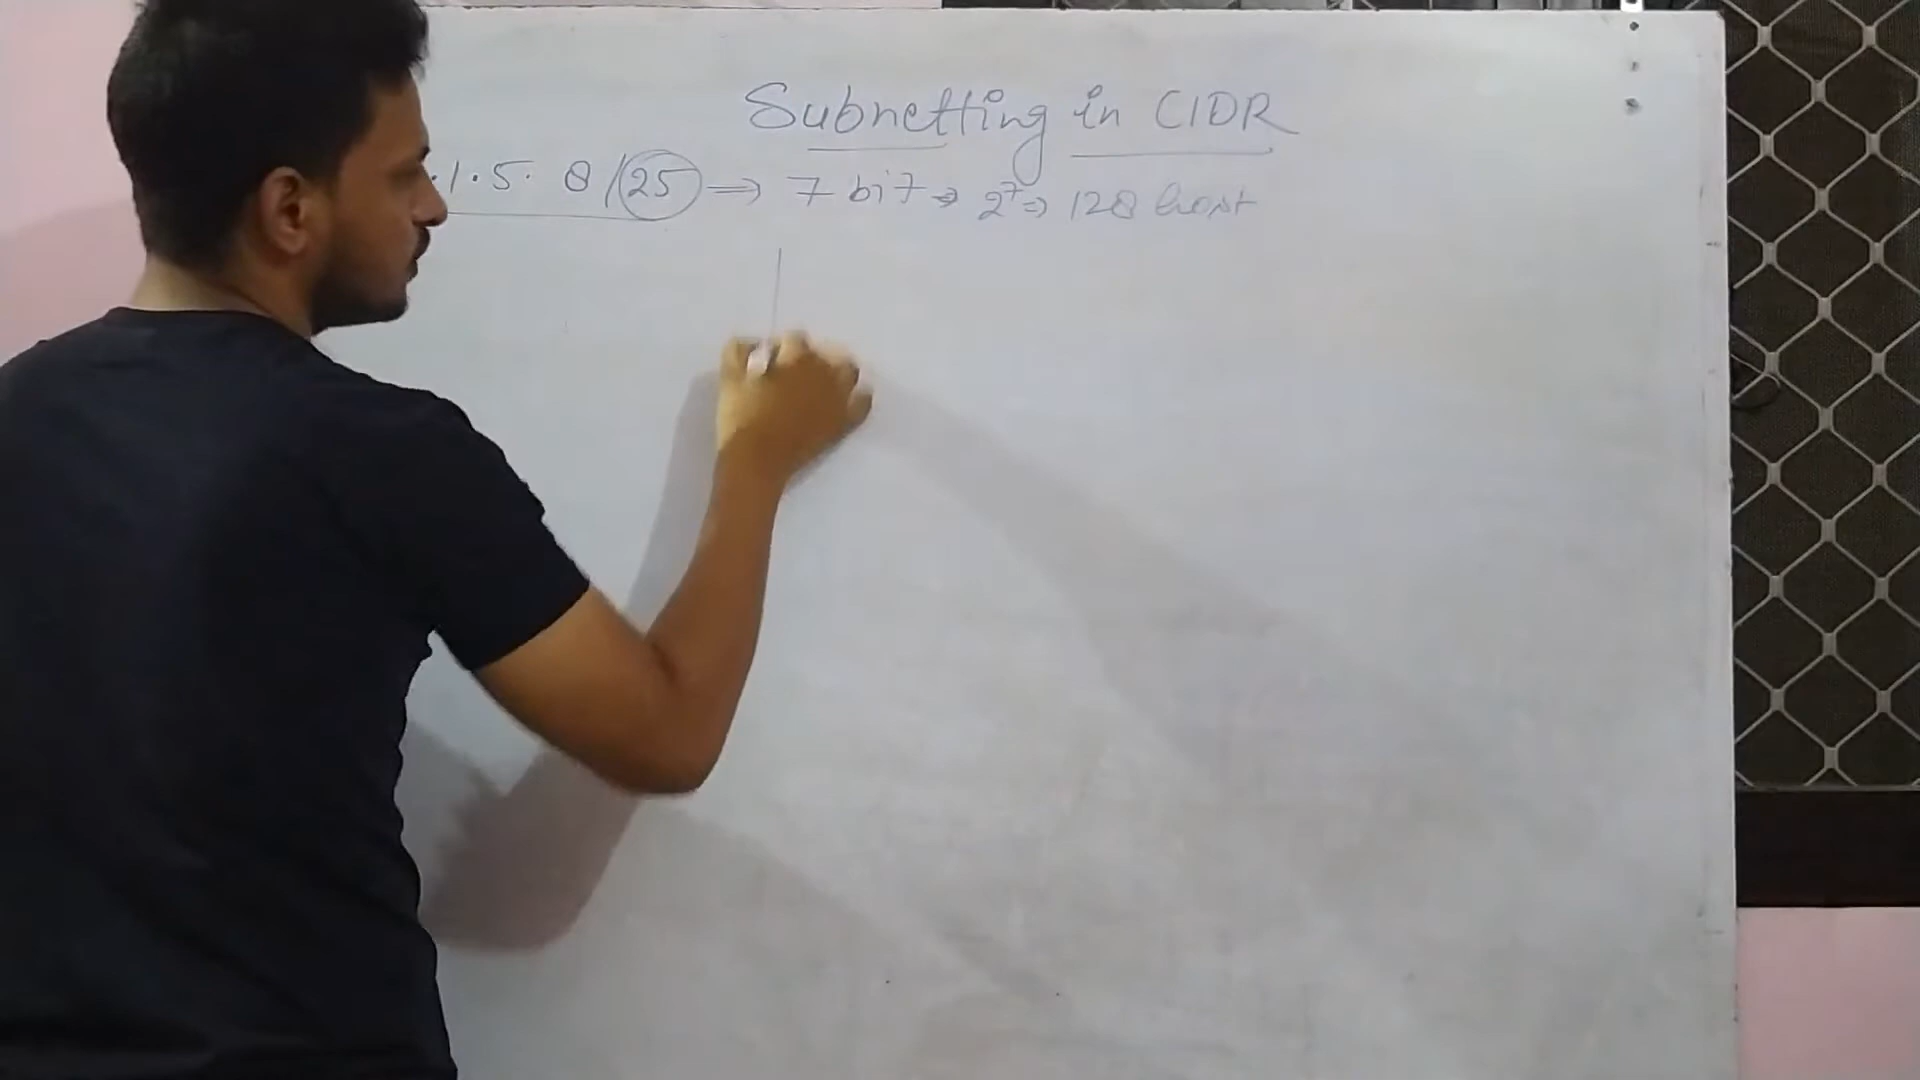 Subnetting in CIDR
.1.5. 8/25 => 7 bit → 2⁷ => 128 host